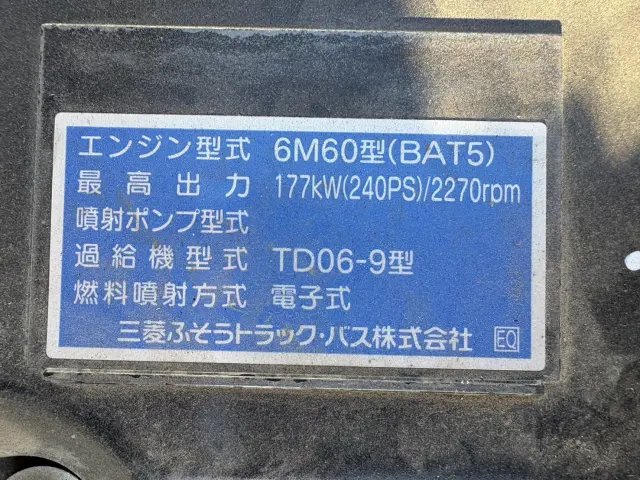 エンジン型式 6M60型(BAT5)
最高出力 177kW(240PS)/2270rpm
噴射ポンプ型式
過給機型式 TD06-9型
燃料噴射方式 電子式
三菱ふそうトラック・バス株式会社 EQ